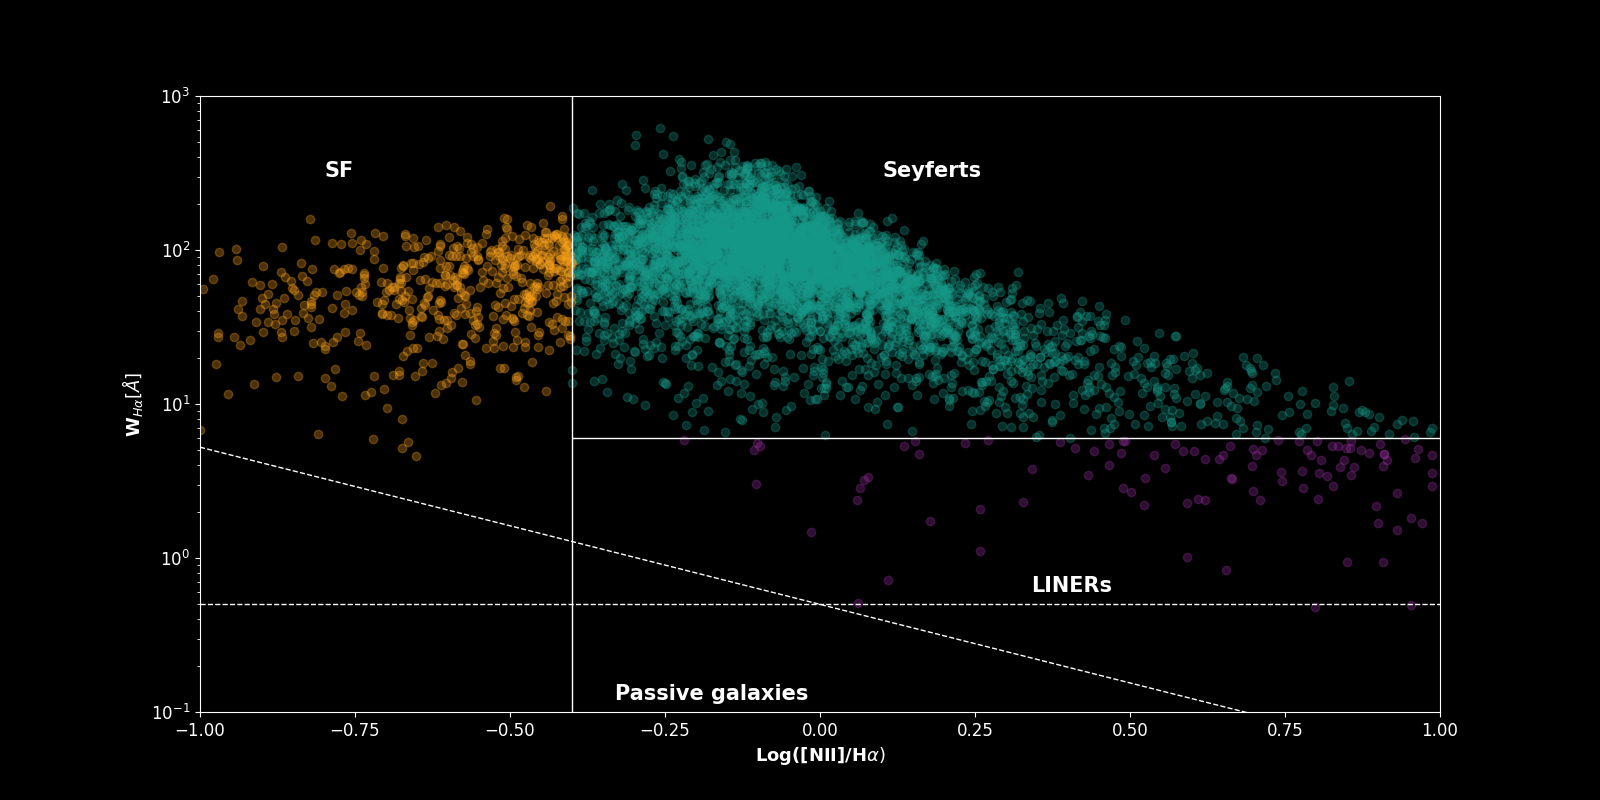 10³
SF
Seyferts
10²
W_Hα[Å]
10¹
10⁰
LINERs
Passive galaxies
10⁻¹
−1.00 −0.75 −0.50 −0.25 0.00 0.25 0.50 0.75 1.00
Log([NII]/Hα)